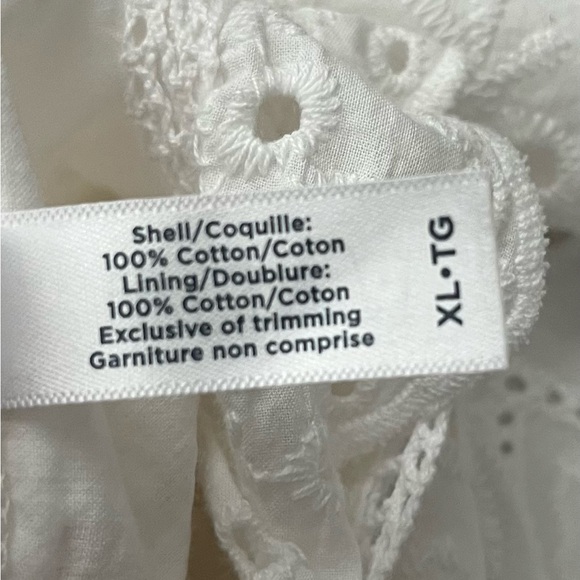 Shell/Coquille:
100% Cotton/Coton
Lining/Doublure:
100% Cotton/Coton
Exclusive of trimming
Garniture non comprise
XL•TG